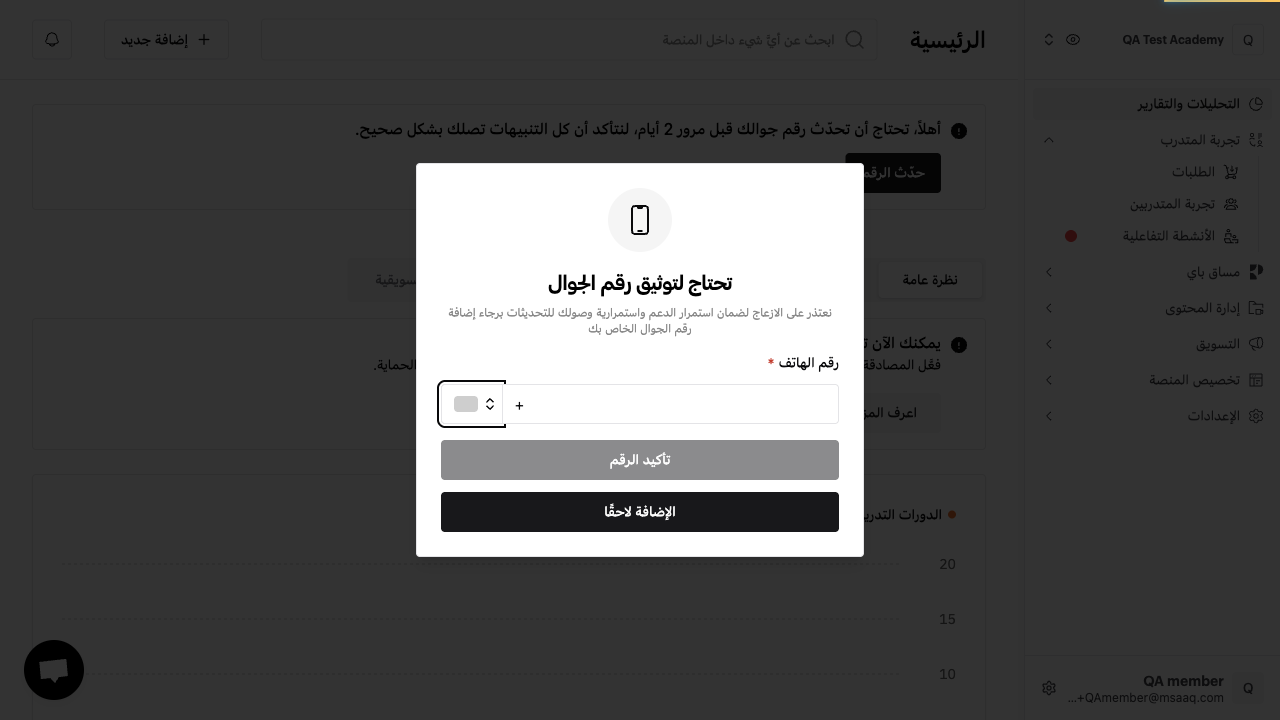 Q
QA Test Academy
الرئيسية
ابحث عن أيّ شيء داخل المنصة
إضافة جديد
التحليلات والتقارير
تجربة المتدرب
الطلبات
تجربة المتدربين
الأنشطة التفاعلية
مساق باي
إدارة المحتوى
التسويق
تخصيص المنصة
الإعدادات
أهلاً، تحتاج أن تحدّث رقم جوالك قبل مرور 2 أيام، لنتأكد أن كل التنبيهات تصلك بشكل صحيح.
حدّث الرقم
نظرة عامة
يمكنك الآن
فعّل المصادقة
الحماية.
اعرف
تحتاج لتوثيق رقم الجوال
نعتذر على الازعاج لضمان استمرار الدعم واستمرارية وصولك للتحديثات برجاء إضافة
رقم الجوال الخاص بك
رقم الهاتف *
+
تأكيد الرقم
الإضافة لاحقًا
الدورات
20
15
10
QA member
Q
...+QAmember@msaaq.com